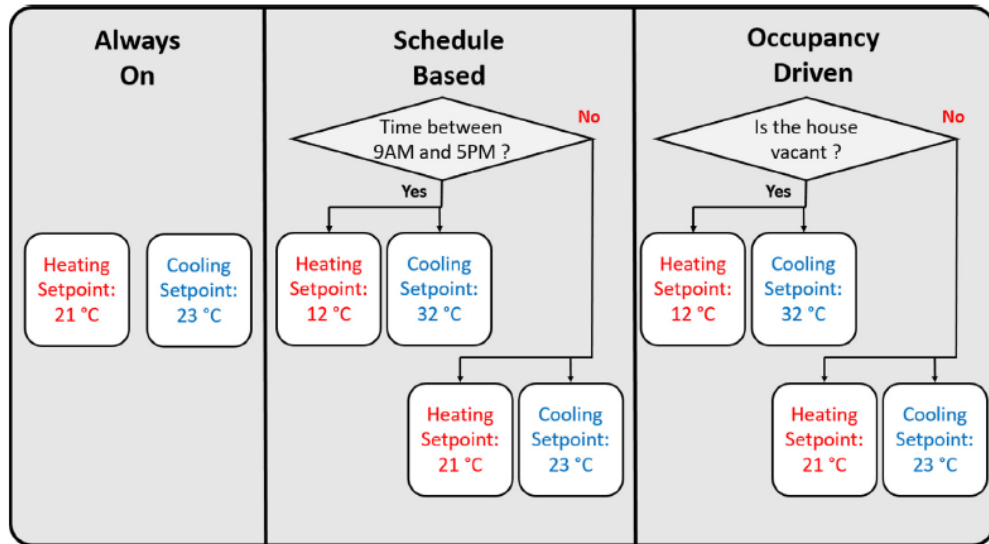 Always
On
Schedule
Based
Time between
9AM and 5PM ?
No
Yes
Heating
Setpoint:
12 °C
Cooling
Setpoint:
32 °C
Heating
Setpoint:
21 °C
Cooling
Setpoint:
23 °C
Occupancy
Driven
Is the house
vacant ?
No
Yes
Heating
Setpoint:
12 °C
Cooling
Setpoint:
32 °C
Heating
Setpoint:
21 °C
Cooling
Setpoint:
23 °C
Heating
Setpoint:
21 °C
Cooling
Setpoint:
23 °C